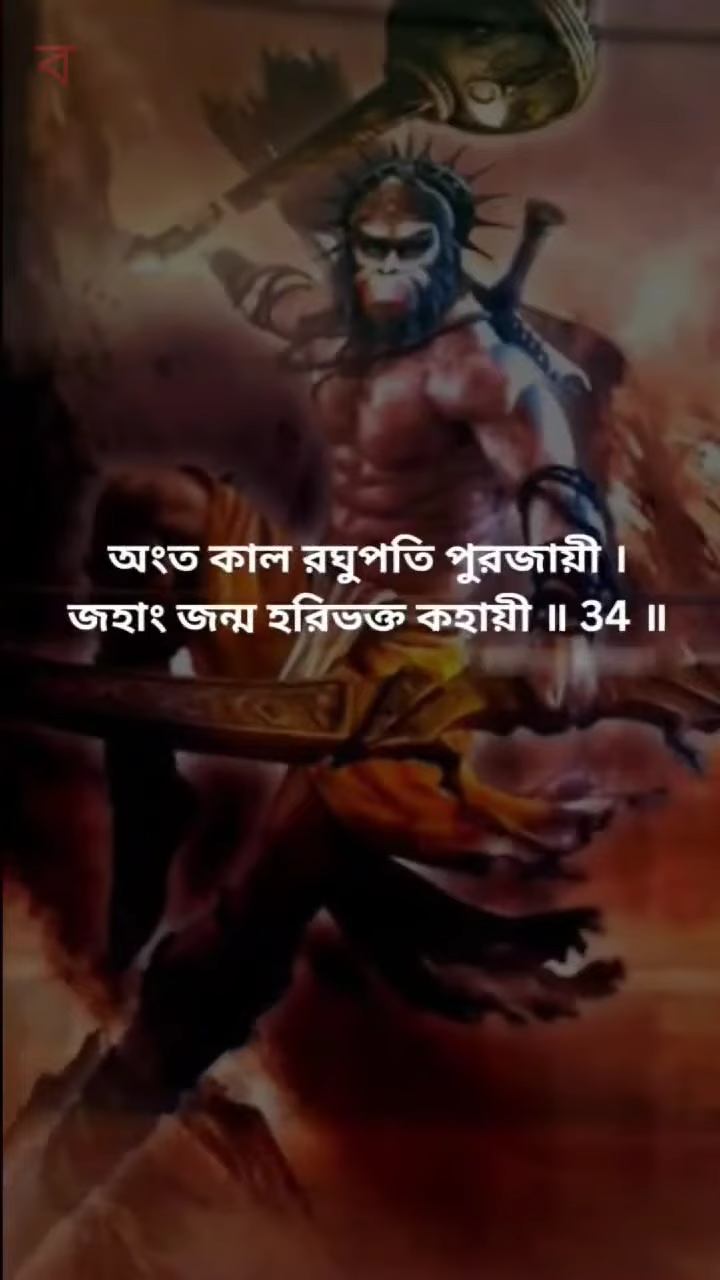 ব
অংত কাল রঘুপতি পুরজায়ী ।
জহাং জন্ম হরিভক্ত কহায়ী ॥ 34 ॥